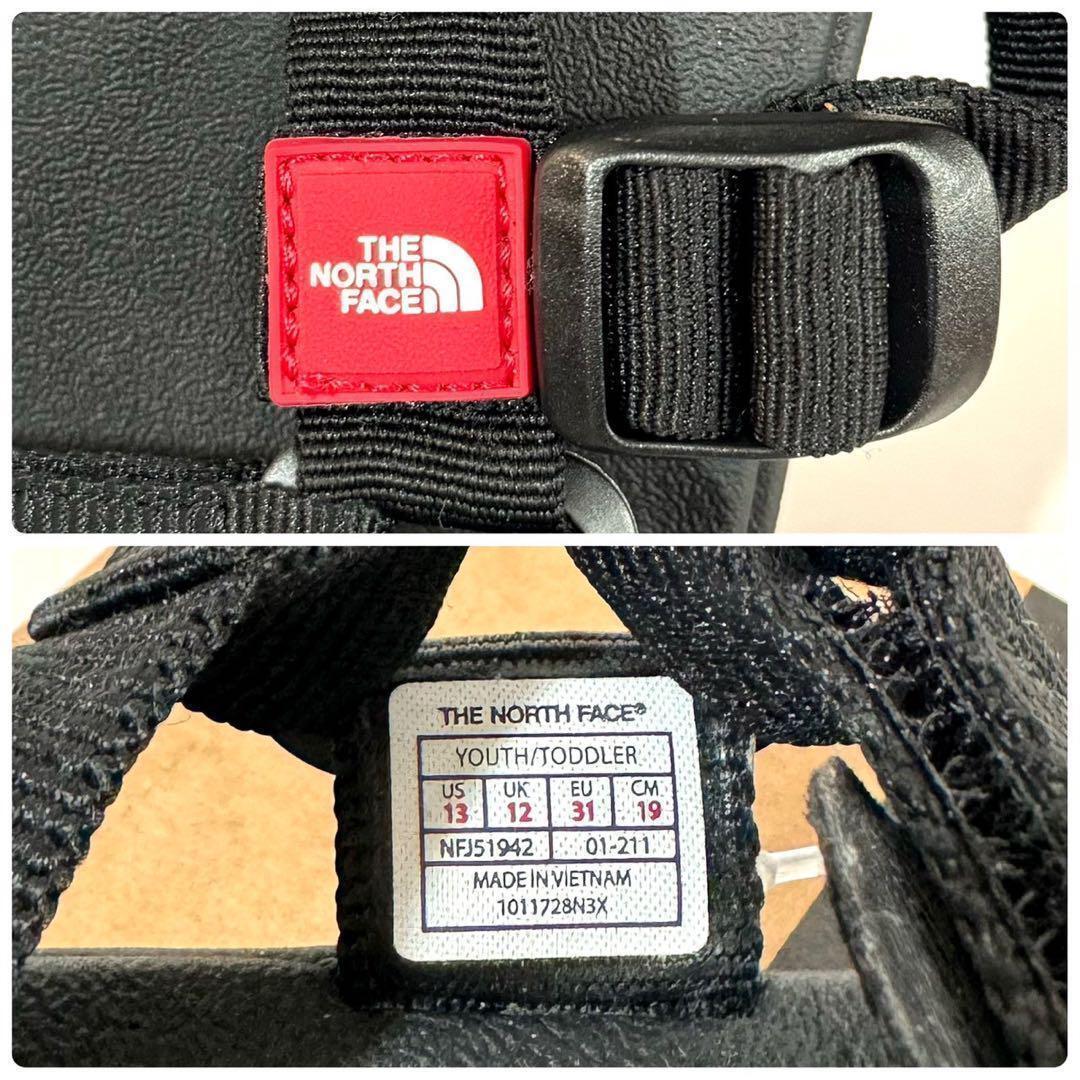 THE
NORTH
FACE
THE NORTH FACE®
YOUTH/TODDLER
US UK EU CM
13 12 31 19
NFJ51942 01-211
MADE IN VIETNAM
1011728N3X